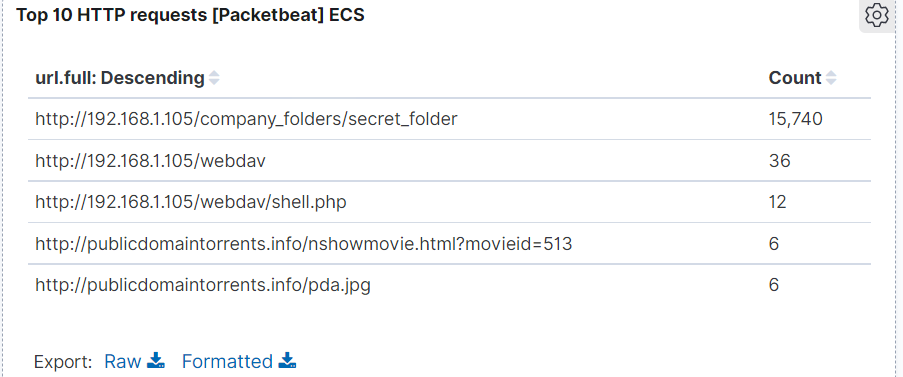 Top 10 HTTP requests [Packetbeat] ECS
url.full: Descending Count
http://192.168.1.105/company_folders/secret_folder 15,740
http://192.168.1.105/webdav 36
http://192.168.1.105/webdav/shell.php 12
http://publicdomaintorrents.info/nshowmovie.html?movieid=513 6
http://publicdomaintorrents.info/pda.jpg 6
Export: Raw Formatted